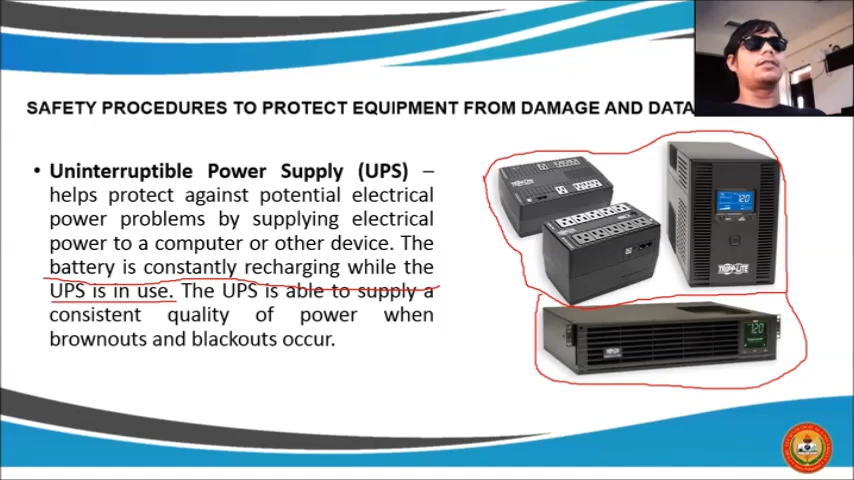 SAFETY PROCEDURES TO PROTECT EQUIPMENT FROM DAMAGE AND DATA
• Uninterruptible Power Supply (UPS) –
helps protect against potential electrical
power problems by supplying electrical
power to a computer or other device. The
battery is constantly recharging while the
UPS is in use. The UPS is able to supply a
consistent quality of power when
brownouts and blackouts occur.
120
TRIPP-LITE
120